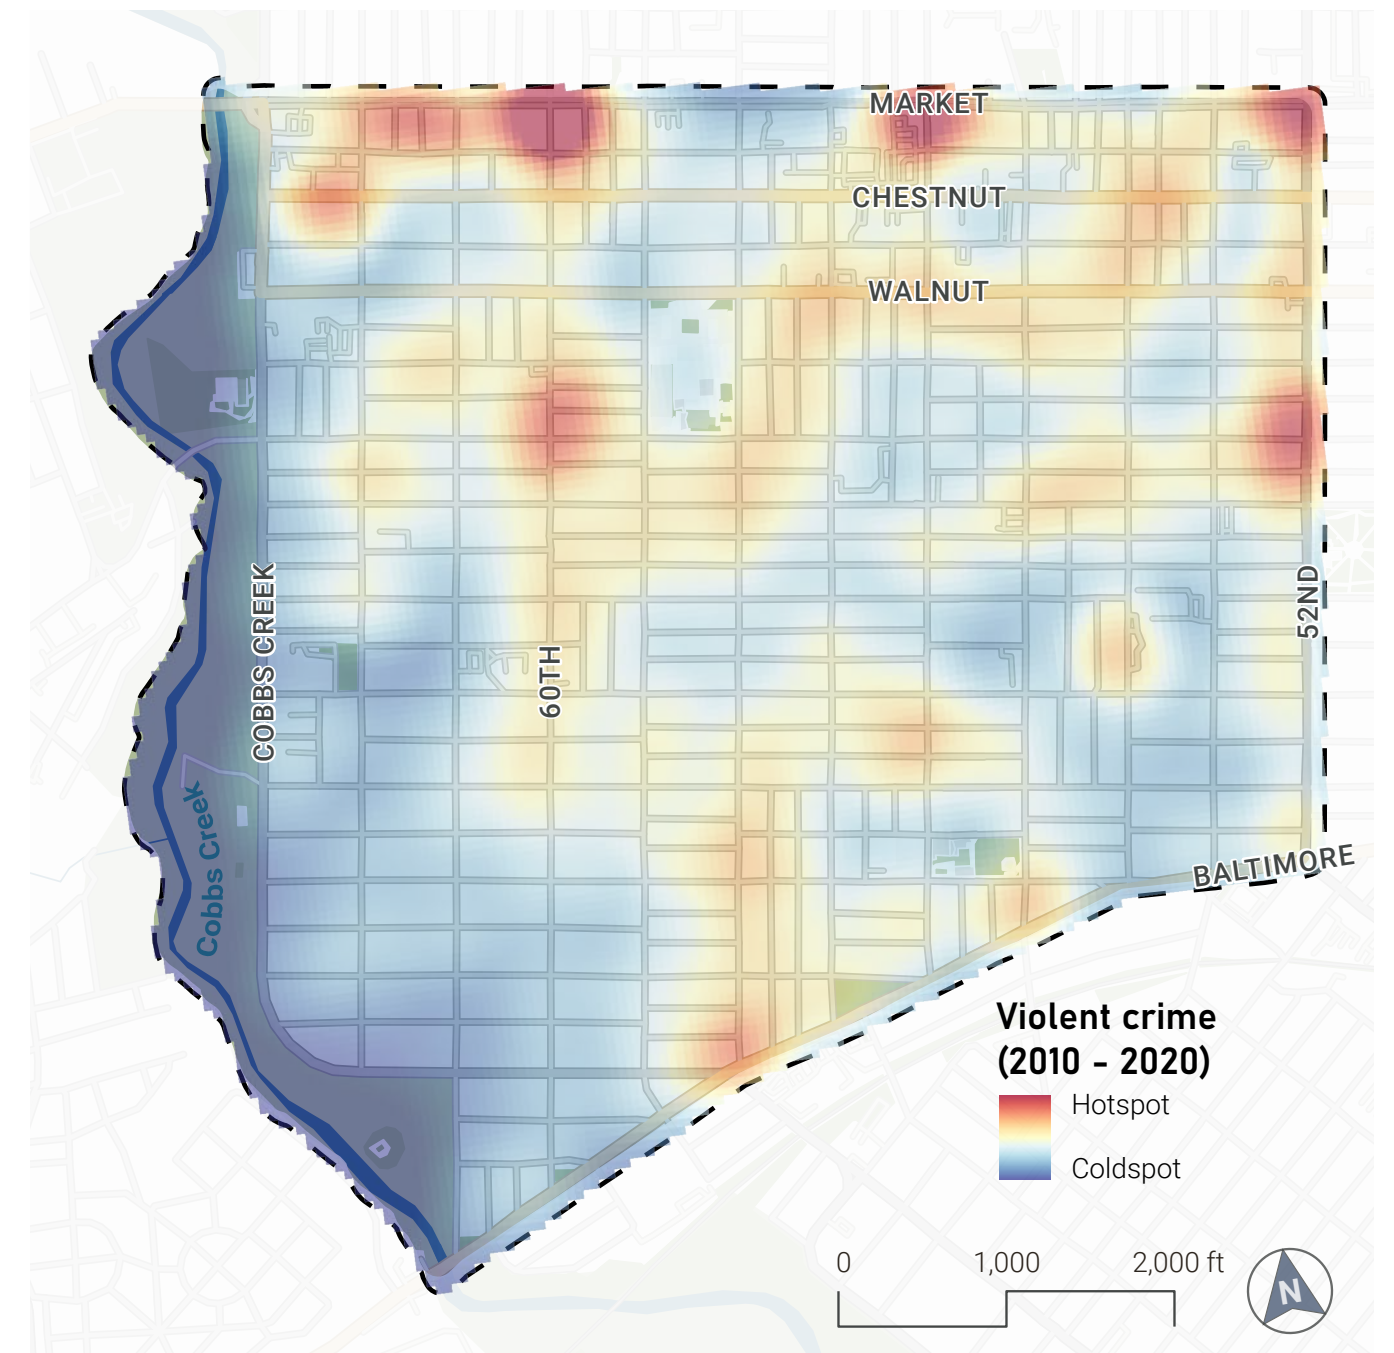 MARKET
CHESTNUT
WALNUT
COBBS CREEK
60TH
52ND
Cobbs Creek
BALTIMORE
Violent crime
(2010 - 2020)
Hotspot
Coldspot
0 1,000 2,000 ft
N